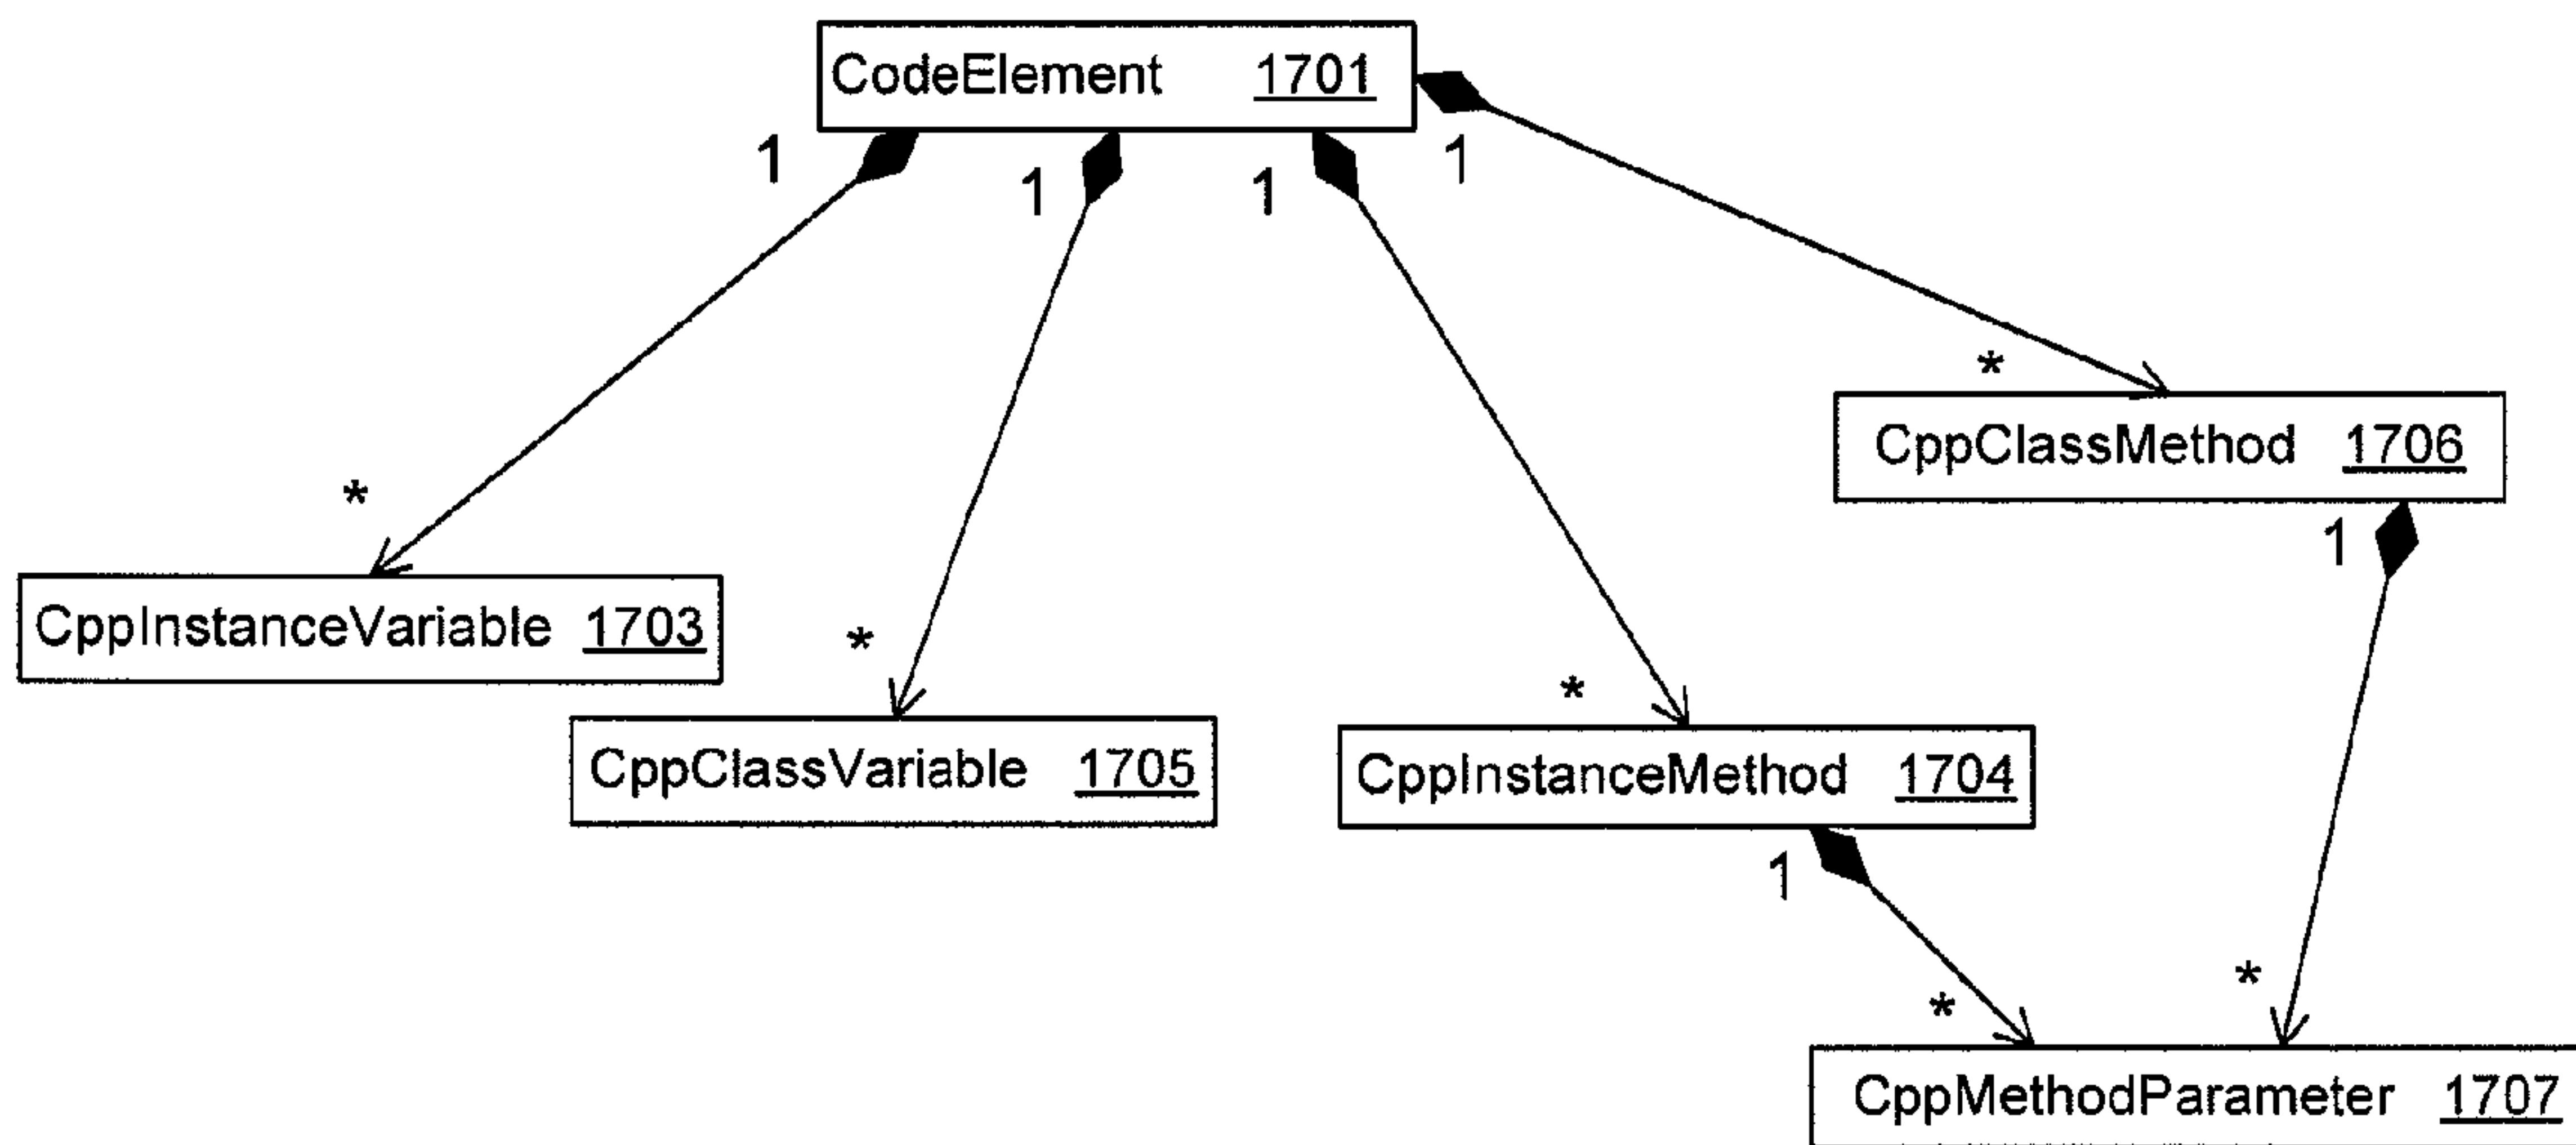 CodeElement 1701
1
1
1
1
*
CppClassMethod 1706
*
1
CppInstanceVariable 1703
*
*
CppClassVariable 1705
CppInstanceMethod 1704
1
*
*
CppMethodParameter 1707